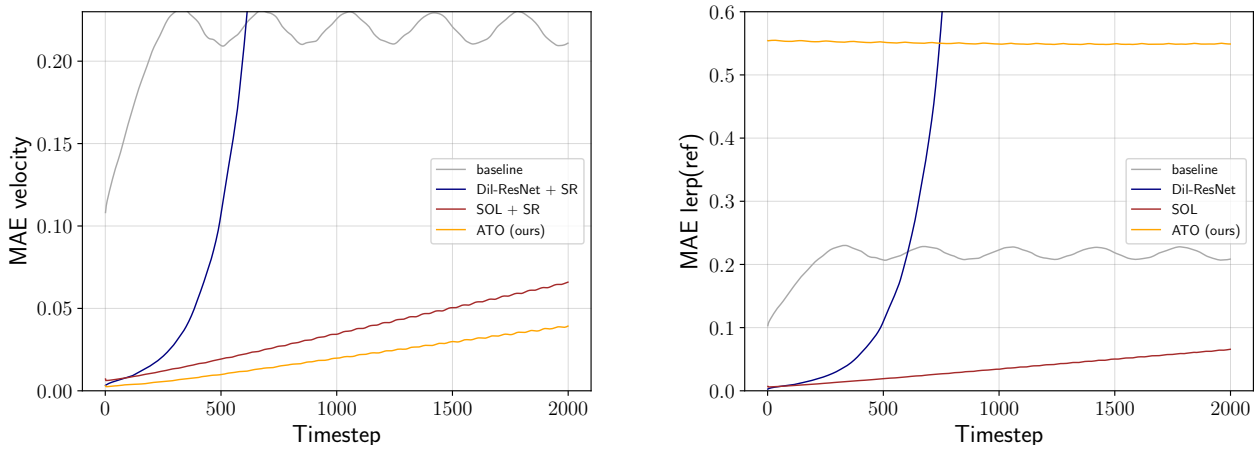 MAE velocity
0.20
0.15
0.10
0.05
0.00
0
500
1000
1500
2000
Timestep
baseline
Dil-ResNet + SR
SOL + SR
ATO (ours)
MAE lerp(ref)
0.6
0.5
0.4
0.3
0.2
0.1
0.0
0
500
1000
1500
2000
Timestep
baseline
Dil-ResNet
SOL
ATO (ours)